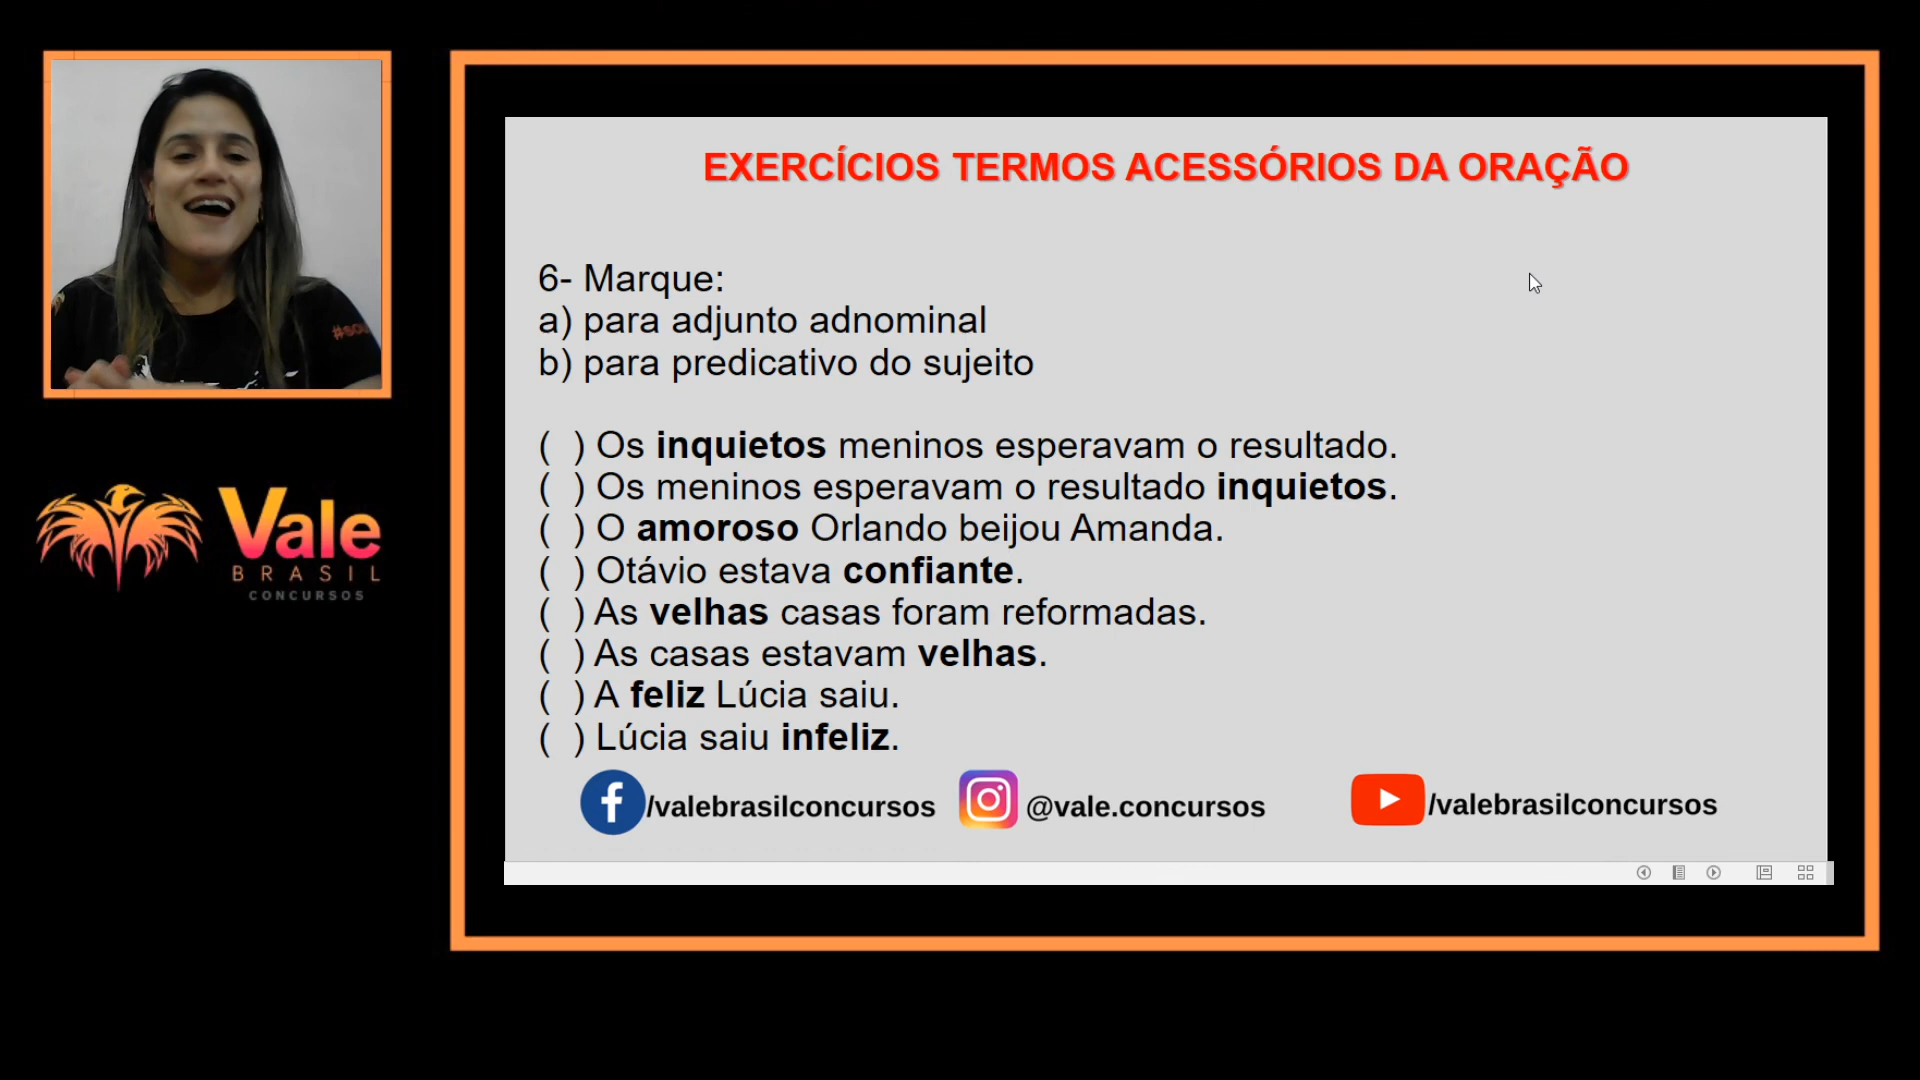 EXERCÍCIOS TERMOS ACESSÓRIOS DA ORAÇÃO
6- Marque:
a) para adjunto adnominal
b) para predicativo do sujeito
( ) Os inquietos meninos esperavam o resultado.
( ) Os meninos esperavam o resultado inquietos.
( ) O amoroso Orlando beijou Amanda.
( ) Otávio estava confiante.
( ) As velhas casas foram reformadas.
( ) As casas estavam velhas.
( ) A feliz Lúcia saiu.
( ) Lúcia saiu infeliz.
/valebrasilconcursos @vale.concursos /valebrasilconcursos
Vale
BRASIL
CONCURSOS